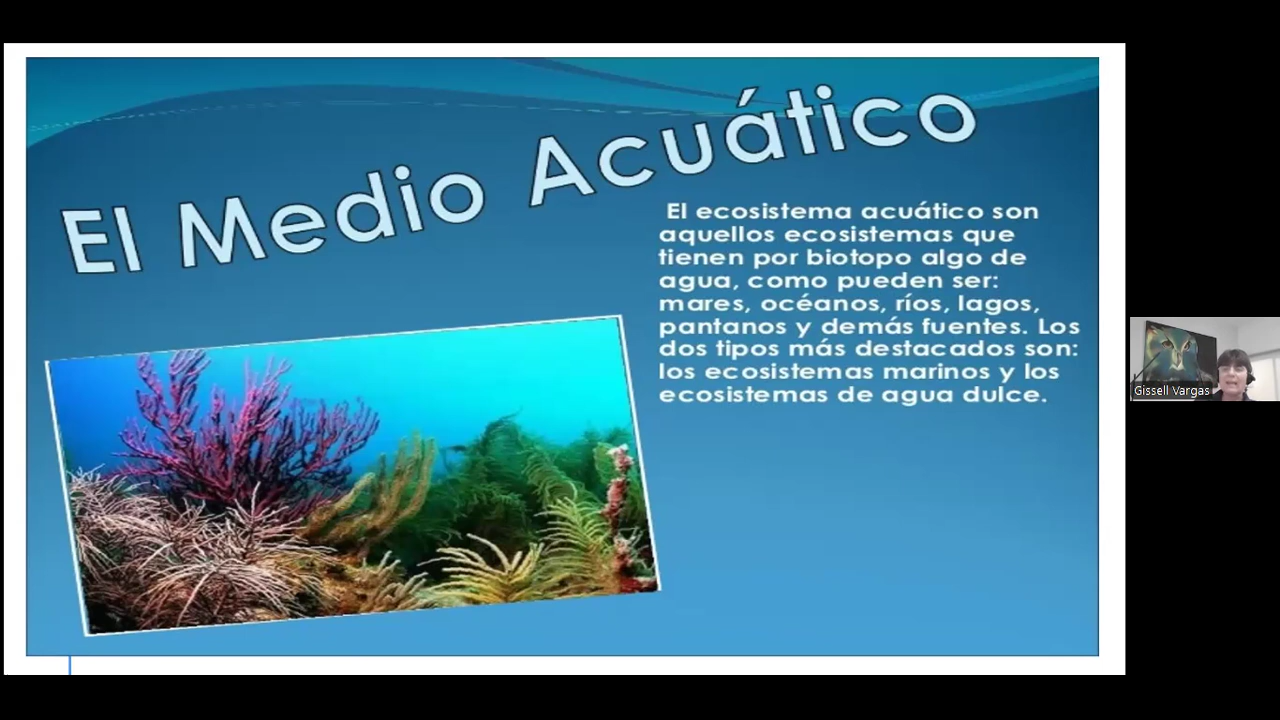 El Medio Acuático
El ecosistema acuático son
aquellos ecosistemas que
tienen por biotopo algo de
agua, como pueden ser:
mares, océanos, ríos, lagos,
pantanos y demás fuentes. Los
dos tipos más destacados son:
los ecosistemas marinos y los
ecosistemas de agua dulce.
Gissell Vargas